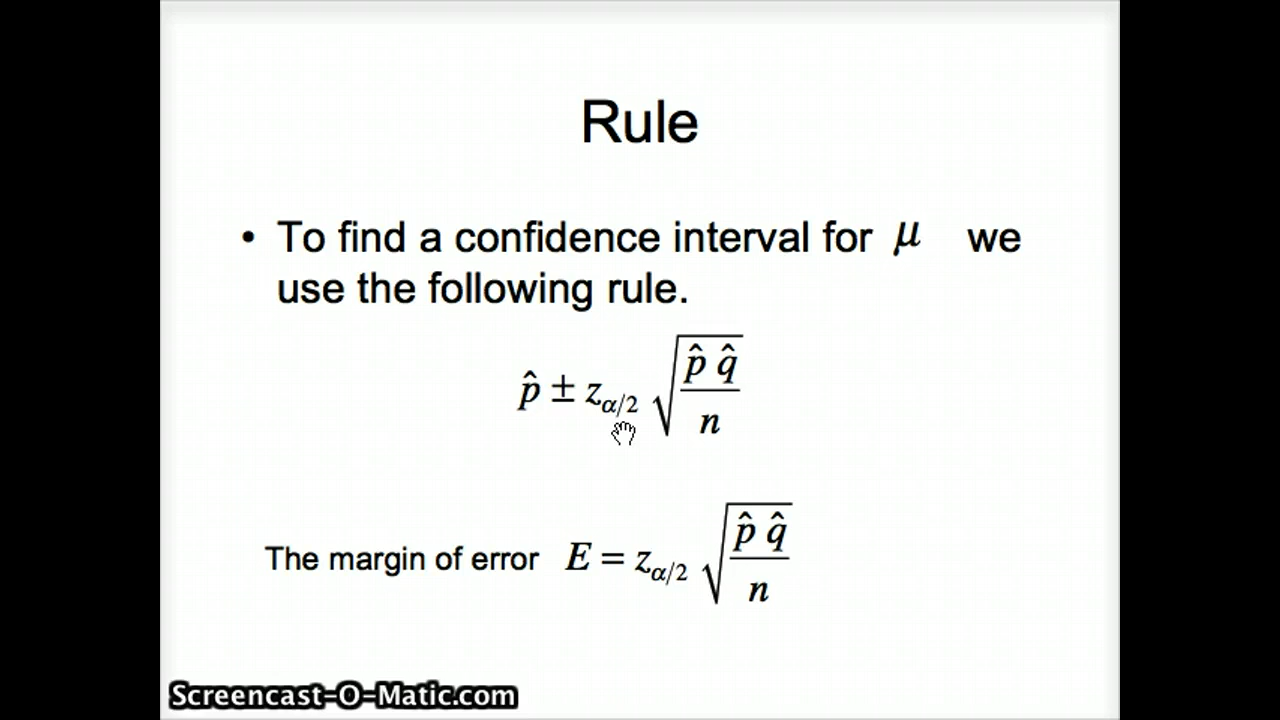 Rule
• To find a confidence interval for μ we
use the following rule.
p̂ ± z_{α/2} √(p̂ q̂ / n)
The margin of error E = z_{α/2} √(p̂ q̂ / n)
Screencast-O-Matic.com